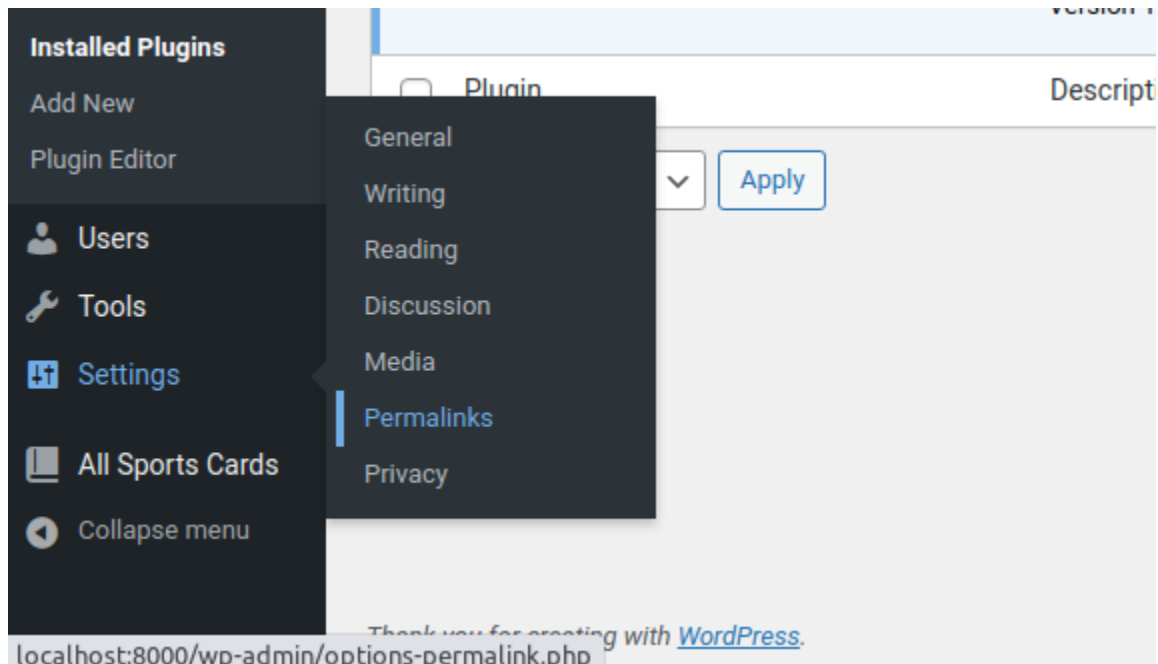 Installed Plugins
Add New
Plugin Editor
Users
Tools
Settings
All Sports Cards
Collapse menu
General
Writing
Reading
Discussion
Media
Permalinks
Privacy
Plugin
Apply
Thank you for creating with WordPress.
localhost:8000/wp-admin/options-permalink.php